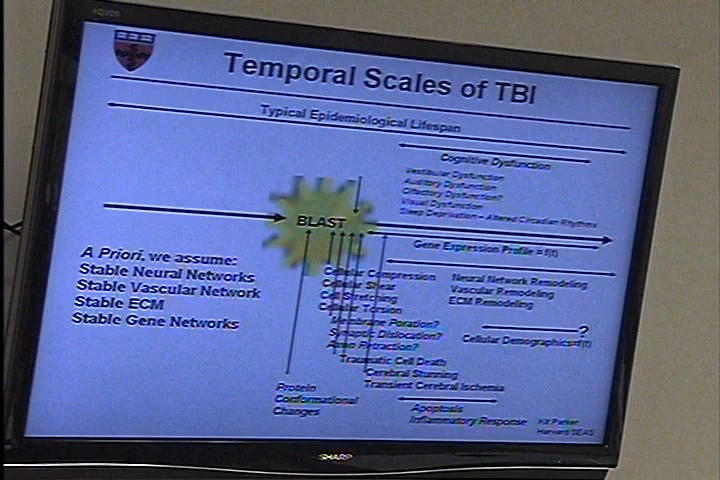 AQUOS
Temporal Scales of TBI
Typical Epidemiological Lifespan
Cognitive Dysfunction
Vestibular Dysfunction
Auditory Dysfunction
Olfactory Dysfunction?
Visual Dysfunction
Sleep Deprivation – Altered Circadian Rhythms
BLAST
Gene Expression Profile = f(t)
A Priori, we assume:
Stable Neural Networks
Stable Vascular Network
Stable ECM
Stable Gene Networks
Cellular Compression
Cellular Shear
Cell Stretching
Cellular Torsion
Membrane Poration?
Synaptic Dislocation?
Axon Retraction?
Traumatic Cell Death
Cerebral Stunning
Transient Cerebral Ischemia
Neural Network Remodeling
Vascular Remodeling
ECM Remodeling
?
Cellular Demographics=f(t)
Protein
Conformational
Changes
Apoptosis
Inflammatory Response
Kit Parker
Harvard SEAS
SHARP